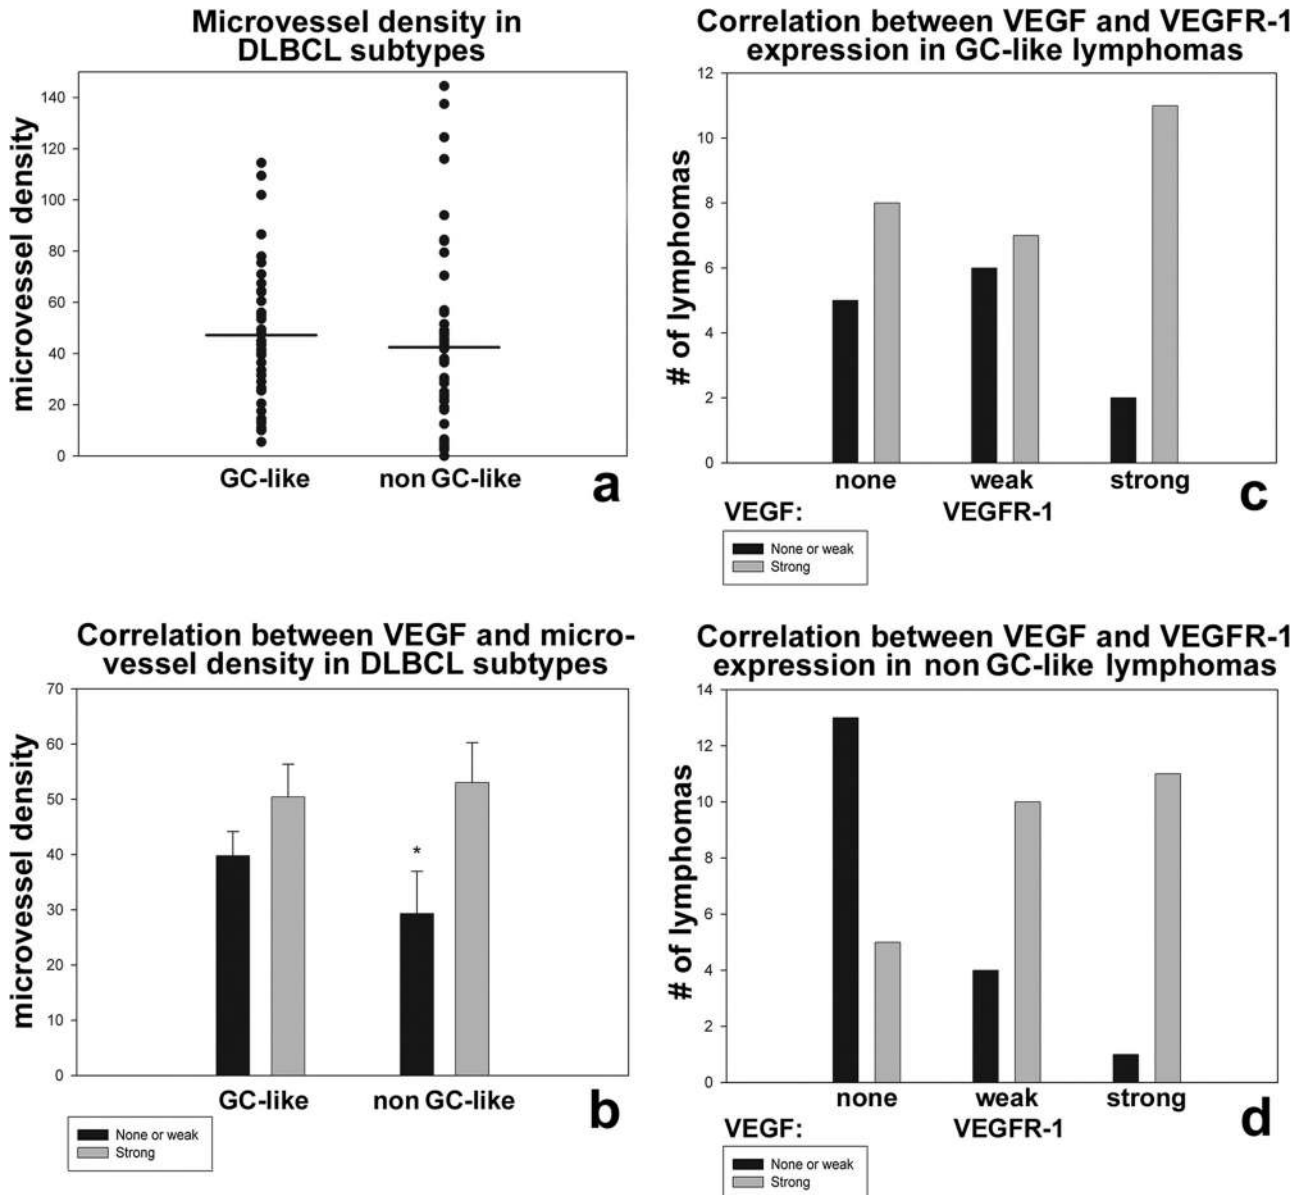 Microvessel density in
DLBCL subtypes
microvessel density
140
120
100
80
60
40
20
0
GC-like non GC-like
a
Correlation between VEGF and VEGFR-1
expression in GC-like lymphomas
# of lymphomas
12
10
8
6
4
2
0
none weak strong
c
VEGF: VEGFR-1
None or weak
Strong
Correlation between VEGF and micro-
vessel density in DLBCL subtypes
microvessel density
70
60
50
40
30
20
10
0
*
GC-like non GC-like
b
None or weak
Strong
Correlation between VEGF and VEGFR-1
expression in non GC-like lymphomas
# of lymphomas
14
12
10
8
6
4
2
0
none weak strong
d
VEGF: VEGFR-1
None or weak
Strong